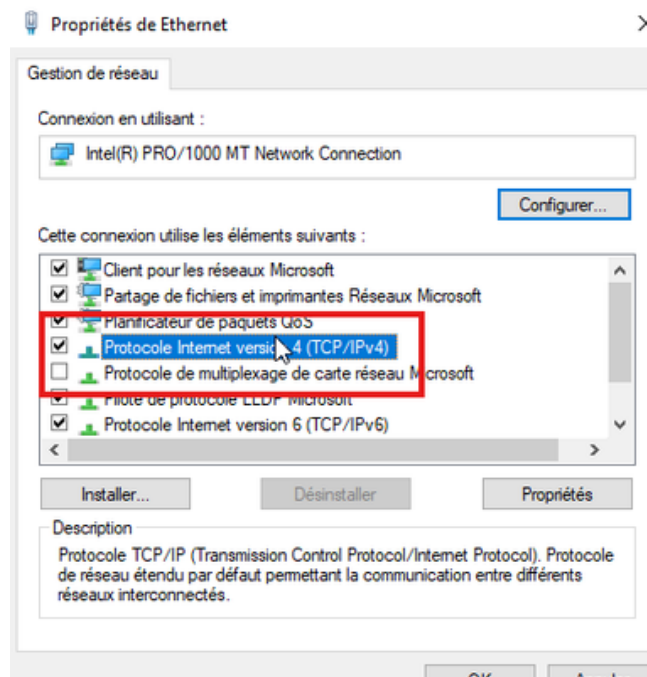 Propriétés de Ethernet
Gestion de réseau
Connexion en utilisant :
Intel(R) PRO/1000 MT Network Connection
Configurer...
Cette connexion utilise les éléments suivants :
Client pour les réseaux Microsoft
Partage de fichiers et imprimantes Réseaux Microsoft
Planificateur de paquets QoS
Protocole Internet version 4 (TCP/IPv4)
Protocole de multiplexage de carte réseau Microsoft
Pilote de protocole LLDP Microsoft
Protocole Internet version 6 (TCP/IPv6)
Installer...
Désinstaller
Propriétés
Description
Protocole TCP/IP (Transmission Control Protocol/Internet Protocol). Protocole
de réseau étendu par défaut permettant la communication entre différents
réseaux interconnectés.